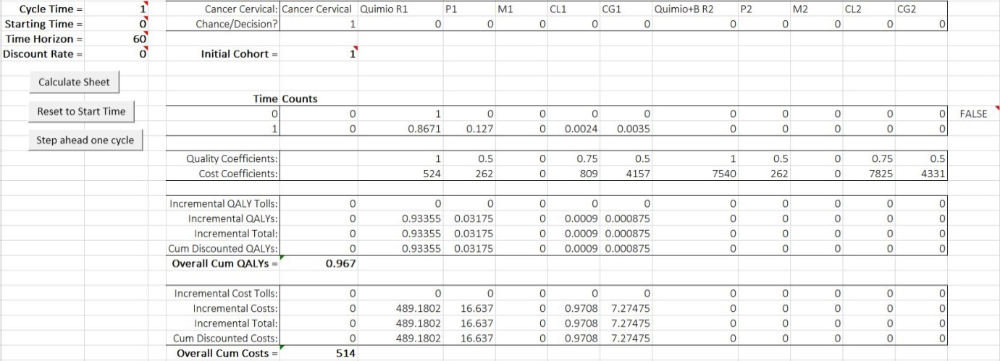 Cycle Time = 1 Cancer Cervical: Cancer Cervical Quimio R1 P1 M1 CL1 CG1 Quimio+B R2 P2 M2 CL2 CG2
Starting Time = 0 Chance/Decision? 1 0 0 0 0 0 0 0 0 0 0
Time Horizon = 60
Discount Rate = 0 Initial Cohort = 1
Calculate Sheet
Time Counts
Reset to Start Time 0 0 1 0 0 0 0 0 0 0 0 0 FALSE
1 0 0.8671 0.127 0 0.0024 0.0035 0 0 0 0 0
Step ahead one cycle
Quality Coefficients: 1 0.5 0 0.75 0.5 1 0.5 0 0.75 0.5
Cost Coefficients: 524 262 0 809 4157 7540 262 0 7825 4331
Incremental QALY Tolls: 0 0 0 0 0 0 0 0 0 0 0
Incremental QALYs: 0 0.93355 0.03175 0 0.0009 0.000875 0 0 0 0 0
Incremental Total: 0 0.93355 0.03175 0 0.0009 0.000875 0 0 0 0 0
Cum Discounted QALYs: 0 0.93355 0.03175 0 0.0009 0.000875 0 0 0 0 0
Overall Cum QALYs = 0.967
Incremental Cost Tolls: 0 0 0 0 0 0 0 0 0 0 0
Incremental Costs: 0 489.1802 16.637 0 0.9708 7.27475 0 0 0 0 0
Incremental Total: 0 489.1802 16.637 0 0.9708 7.27475 0 0 0 0 0
Cum Discounted Costs: 0 489.1802 16.637 0 0.9708 7.27475 0 0 0 0 0
Overall Cum Costs = 514